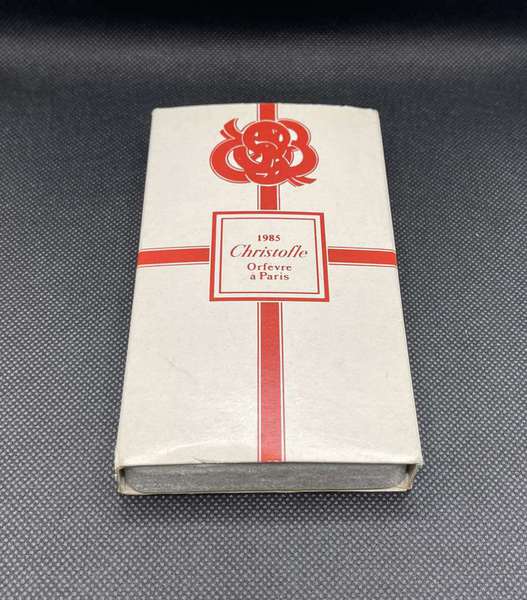 1985
Christofle
Orfevre
a Paris